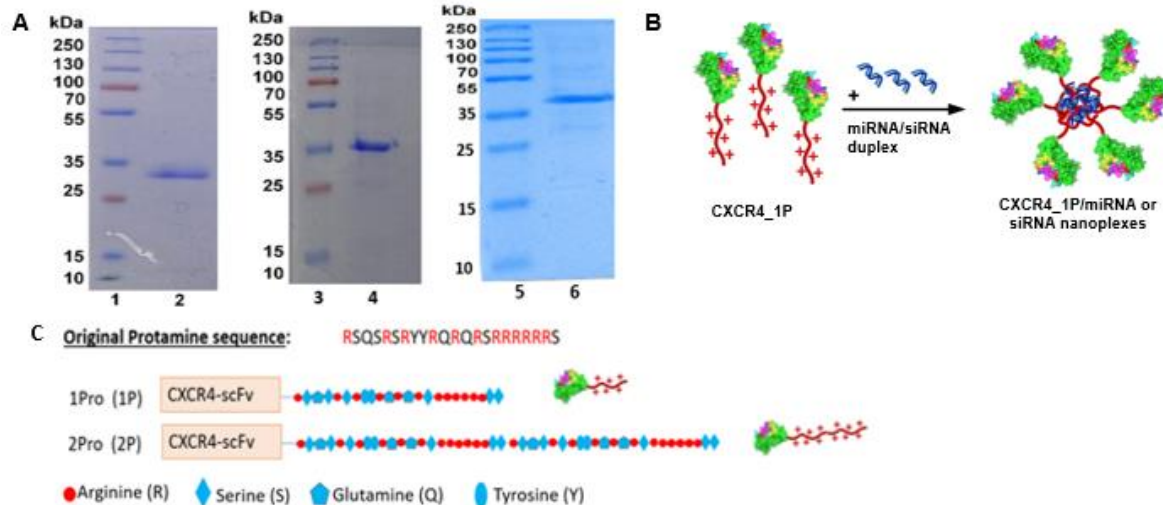 A
kDa
250
130
100
70
55
35
25
15
10
1 2
kDa
250
130
100
70
55
35
25
15
10
3 4
kDa
250
130
100
70
55
35
25
15
10
5 6
B
+
miRNA/siRNA
duplex
CXCR4_1P
CXCR4_1P/miRNA or
siRNA nanoplexes
C
Original Protamine sequence: RSQSRSRYYRQRQRSRRRRRRS
1Pro (1P) CXCR4-scFv
2Pro (2P) CXCR4-scFv
Arginine (R) Serine (S) Glutamine (Q) Tyrosine (Y)